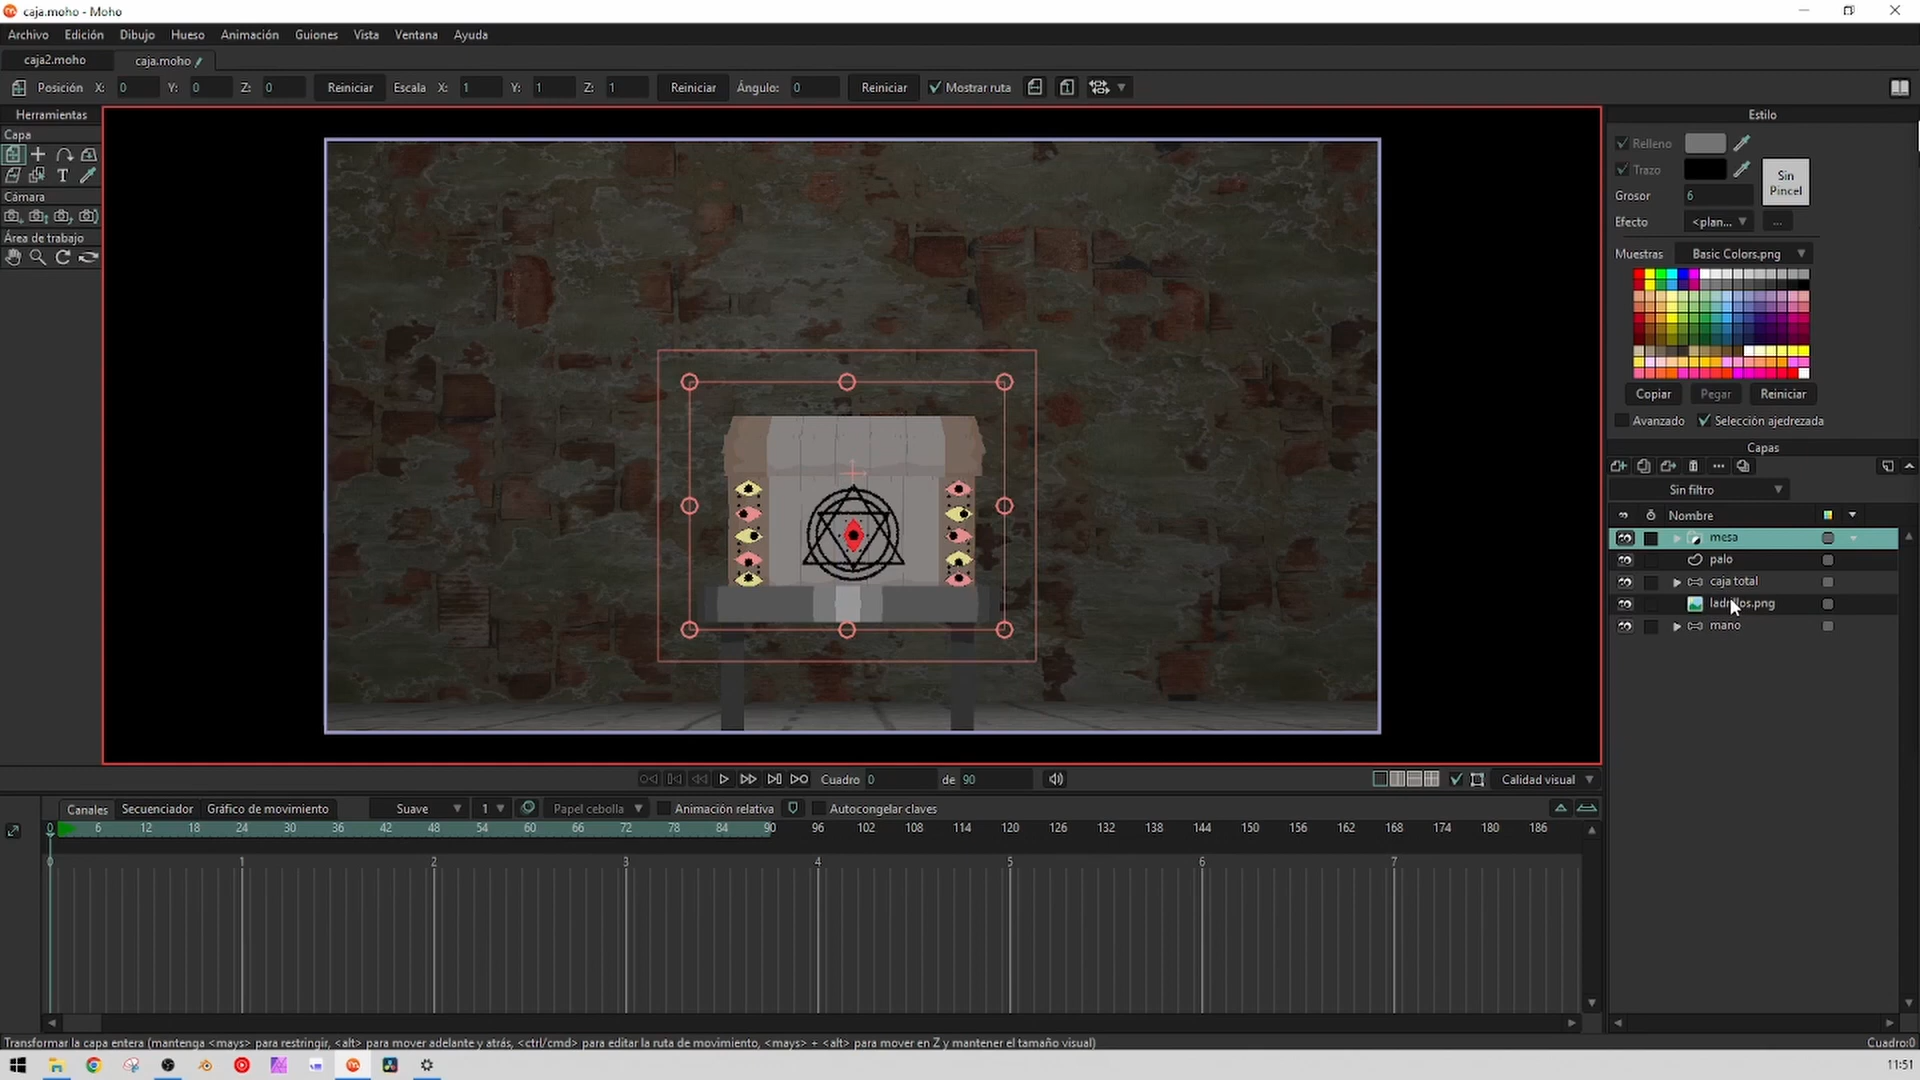 caja.moho - Moho
Archivo Edición Dibujo Hueso Animación Guiones Vista Ventana Ayuda
caja2.moho caja.moho
Posición X: 0 Y: 0 Z: 0 Reiniciar Escala X: 1 Y: 1 Z: 1 Reiniciar Ángulo: 0 Reiniciar Mostrar ruta
Herramientas
Capa
Cámara
Área de trabajo
Estilo
Relleno
Trazo
Sin Pincel
Grosor 6
Efecto <plan... ...
Muestras Basic Colors.png
Copiar Pegar Reiniciar
Avanzado Selección ajedrezada
Capas
Sin filtro
Nombre
mesa
palo
caja total
ladrillos.png
mano
Cuadro 0 de 90 Calidad visual
Canales Secuenciador Gráfico de movimiento Suave 1 Papel cebolla Animación relativa Autocongelar claves
0 6 12 18 24 30 36 42 48 54 60 66 72 78 84 90 96 102 108 114 120 126 132 138 144 150 156 162 168 174 180 186
0 1 2 3 4 5 6 7
Transformar la capa entera (mantenga <mays> para restringir, <alt> para mover adelante y atrás, <ctrl/cmd> para editar la ruta de movimiento, <mays> + <alt> para mover en Z y mantener el tamaño visual) Cuadro:0
11:51